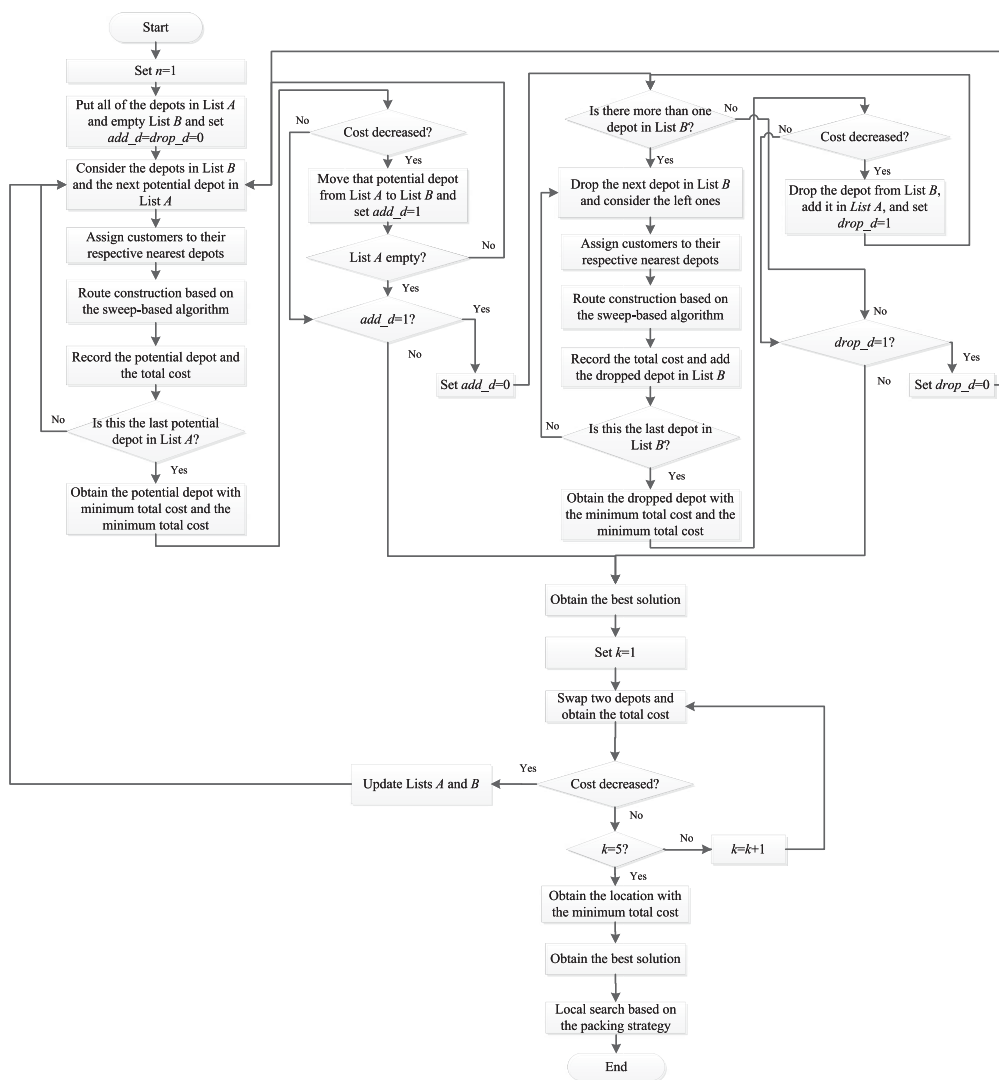 Start
Set n=1
Put all of the depots in List A
and empty List B and set
add_d=drop_d=0
Consider the depots in List B
and the next potential depot in
List A
Assign customers to their
respective nearest depots
Route construction based on
the sweep-based algorithm
Record the potential depot and
the total cost
No
Is this the last potential
depot in List A?
Yes
Obtain the potential depot with
minimum total cost and the
minimum total cost
No
Cost decreased?
Yes
Move that potential depot
from List A to List B and
set add_d=1
List A empty?
No
Yes
add_d=1?
Yes
No
Set add_d=0
Is there more than one
depot in List B?
No
Yes
Drop the next depot in List B
and consider the left ones
Assign customers to their
respective nearest depots
Route construction based on
the sweep-based algorithm
Record the total cost and add
the dropped depot in List B
No
Is this the last depot in
List B?
Yes
Obtain the dropped depot with
the minimum total cost and the
minimum total cost
No
Cost decreased?
Yes
Drop the depot from List B,
add it in List A, and set
drop_d=1
No
drop_d=1?
Yes
No
Set drop_d=0
Obtain the best solution
Set k=1
Swap two depots and
obtain the total cost
Yes
Update Lists A and B
Cost decreased?
No
k=5?
No
k=k+1
Yes
Obtain the location with
the minimum total cost
Obtain the best solution
Local search based on
the packing strategy
End